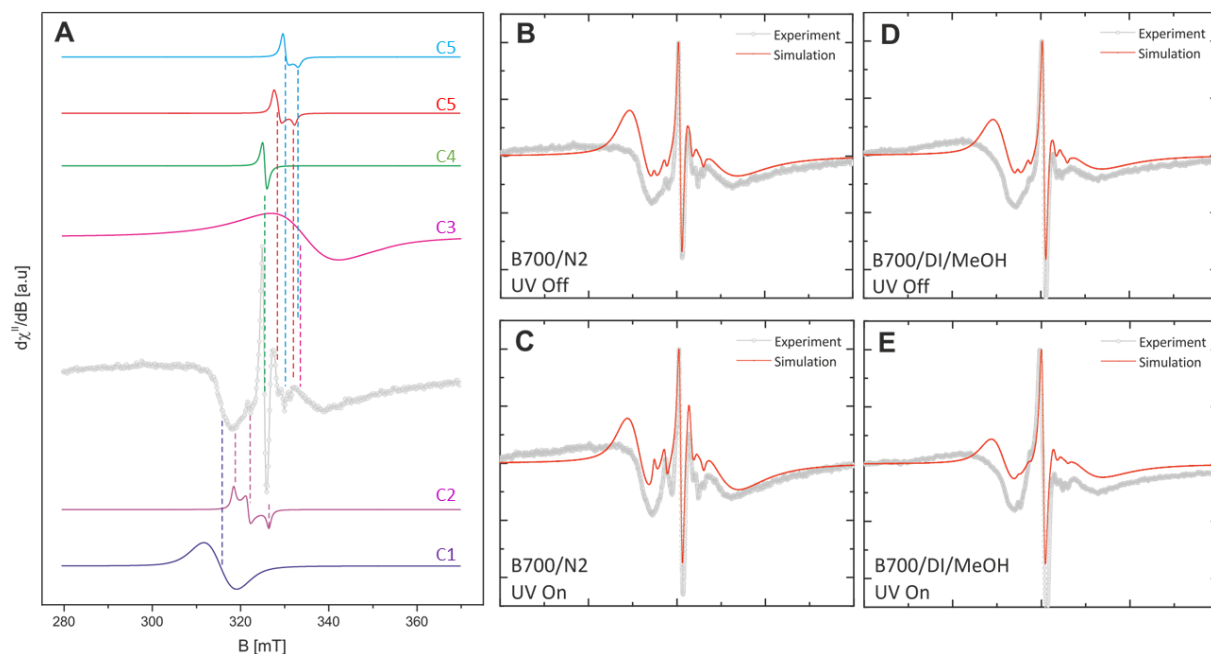 A
C5
C5
C4
C3
C2
C1
dχ^II/dB [a.u]
280
300
320
340
360
B [mT]
B
Experiment
Simulation
B700/N2
UV Off
C
Experiment
Simulation
B700/N2
UV On
D
Experiment
Simulation
B700/DI/MeOH
UV Off
E
Experiment
Simulation
B700/DI/MeOH
UV On